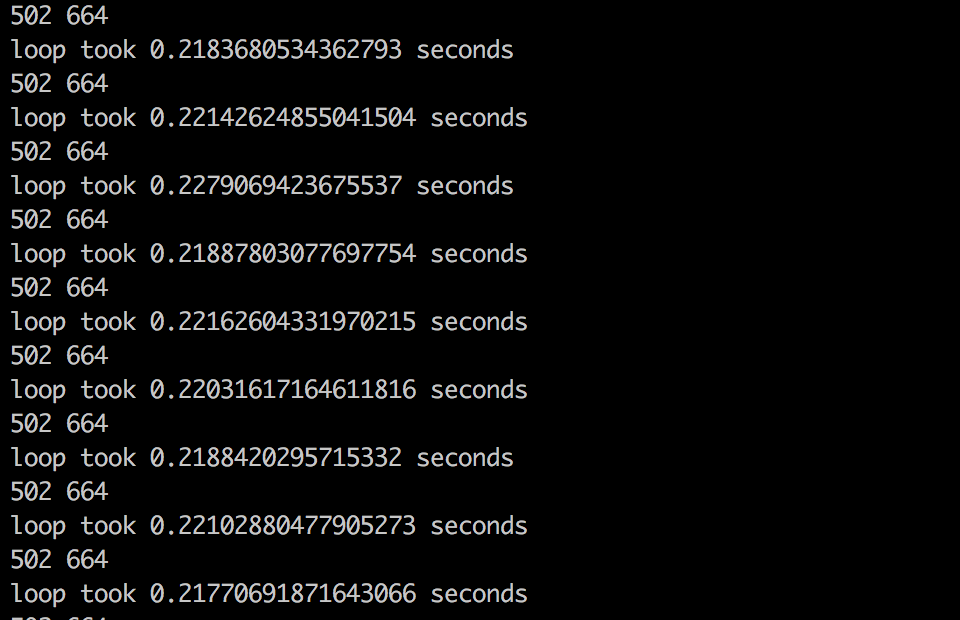 502 664
loop took 0.2183680534362793 seconds
502 664
loop took 0.22142624855041504 seconds
502 664
loop took 0.22790694236755371 seconds
502 664
loop took 0.21887803077697754 seconds
502 664
loop took 0.22162604331970215 seconds
502 664
loop took 0.22031617164611816 seconds
502 664
loop took 0.2188420295715332 seconds
502 664
loop took 0.22102880477905273 seconds
502 664
loop took 0.21770691871643066 seconds
502 664